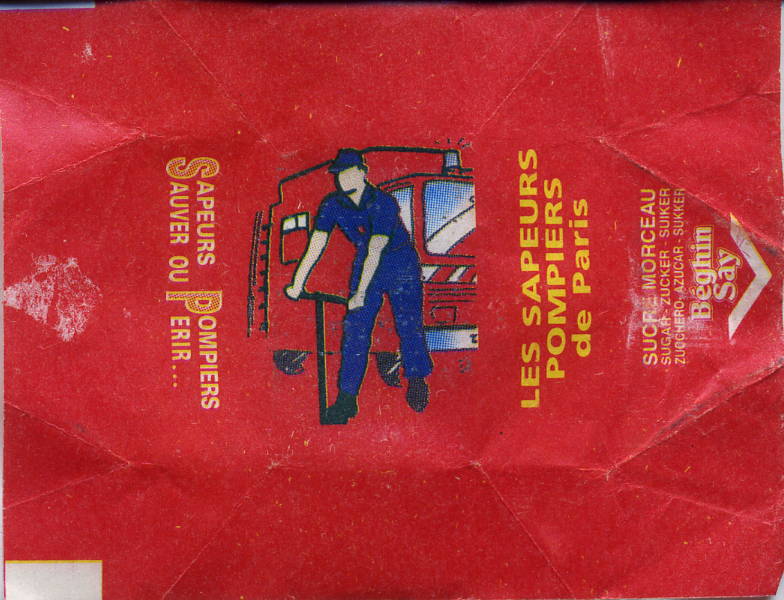 SAPEURS POMPIERS
SAUVER OU PERIR...
LES SAPEURS
POMPIERS
de Paris
SUCRE MORCEAU
SUGAR - ZUCKER - SUIKER
ZUCCHERO - AZUCAR - SUKKER
Béghin
Say